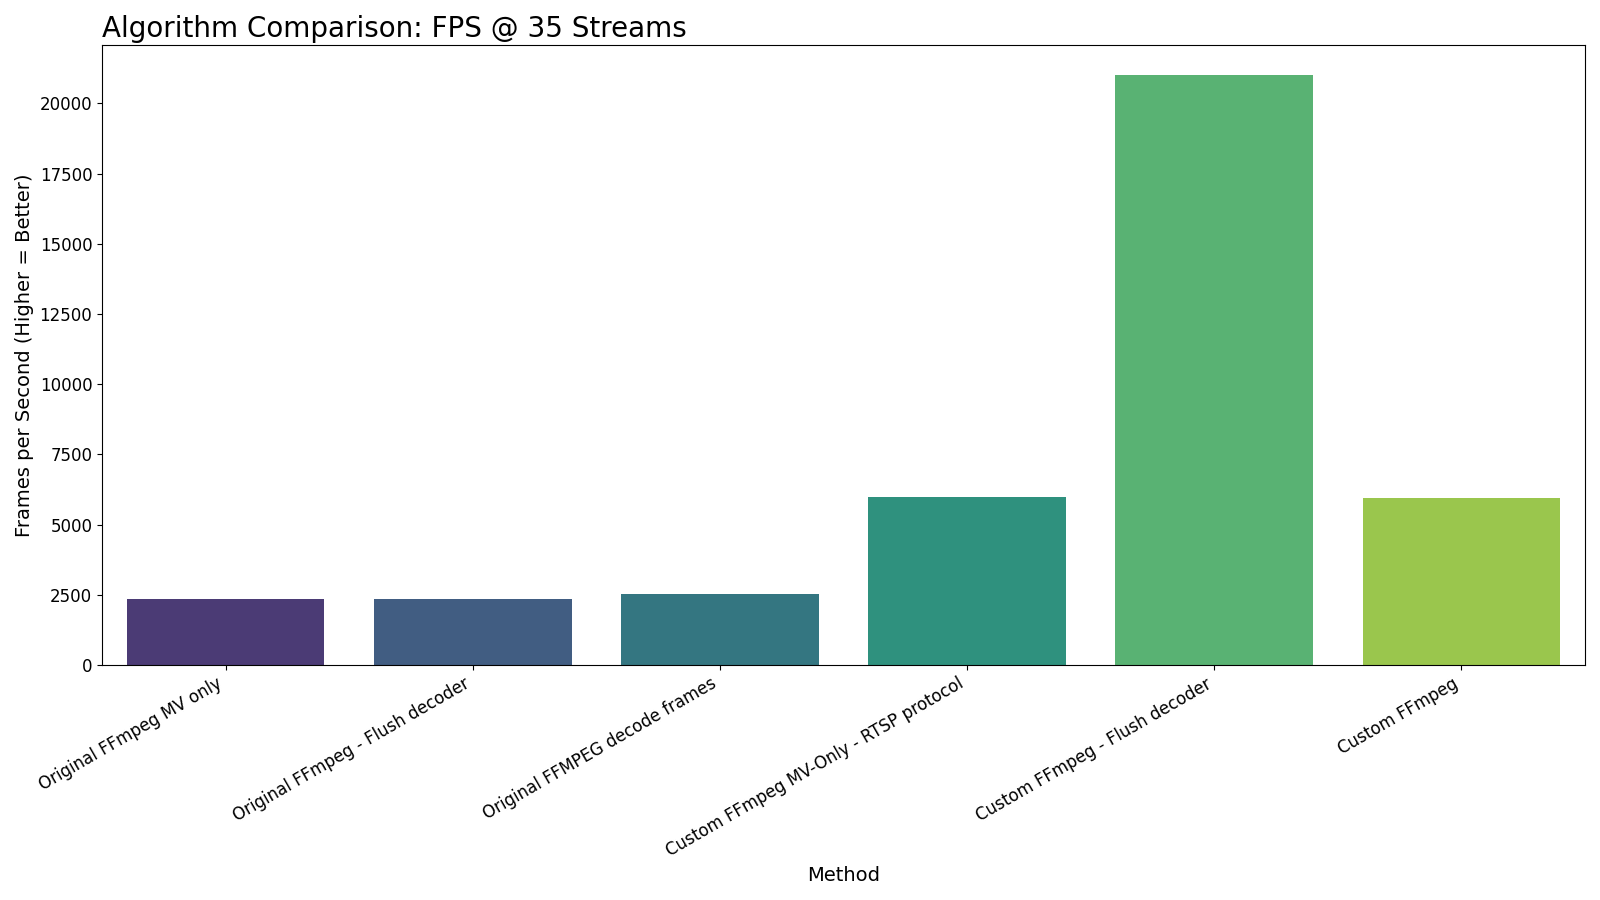 Algorithm Comparison: FPS @ 35 Streams
Frames per Second (Higher = Better)
20000
17500
15000
12500
10000
7500
5000
2500
0
Original FFmpeg MV only
Original FFmpeg - Flush decoder
Original FFMPEG decode frames
Custom FFmpeg MV-Only - RTSP protocol
Custom FFmpeg - Flush decoder
Custom FFmpeg
Method